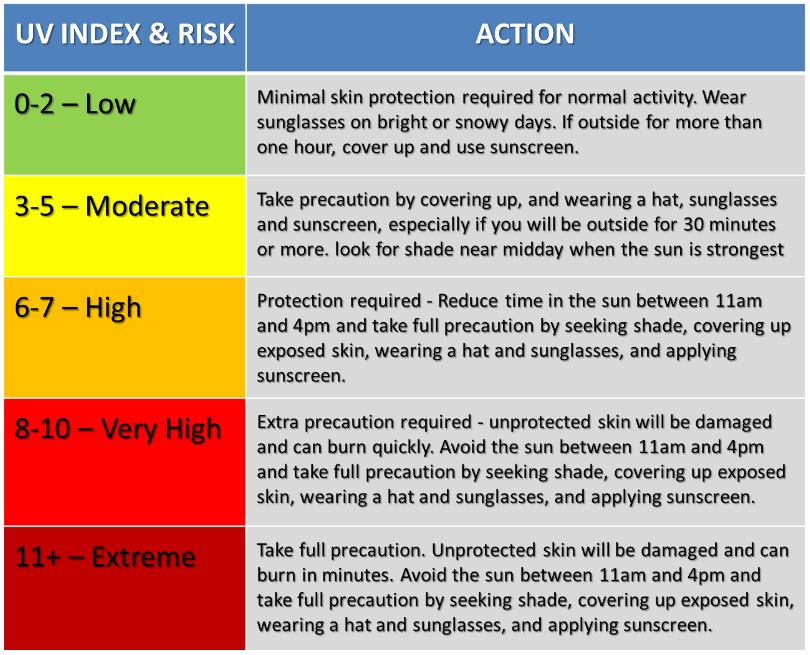 UV INDEX & RISK
ACTION
0-2 – Low
Minimal skin protection required for normal activity. Wear
sunglasses on bright or snowy days. If outside for more than
one hour, cover up and use sunscreen.
3-5 – Moderate
Take precaution by covering up, and wearing a hat, sunglasses
and sunscreen, especially if you will be outside for 30 minutes
or more. look for shade near midday when the sun is strongest
6-7 – High
Protection required - Reduce time in the sun between 11am
and 4pm and take full precaution by seeking shade, covering up
exposed skin, wearing a hat and sunglasses, and applying
sunscreen.
8-10 – Very High
Extra precaution required - unprotected skin will be damaged
and can burn quickly. Avoid the sun between 11am and 4pm
and take full precaution by seeking shade, covering up exposed
skin, wearing a hat and sunglasses, and applying sunscreen.
11+ – Extreme
Take full precaution. Unprotected skin will be damaged and can
burn in minutes. Avoid the sun between 11am and 4pm and
take full precaution by seeking shade, covering up exposed skin,
wearing a hat and sunglasses, and applying sunscreen.